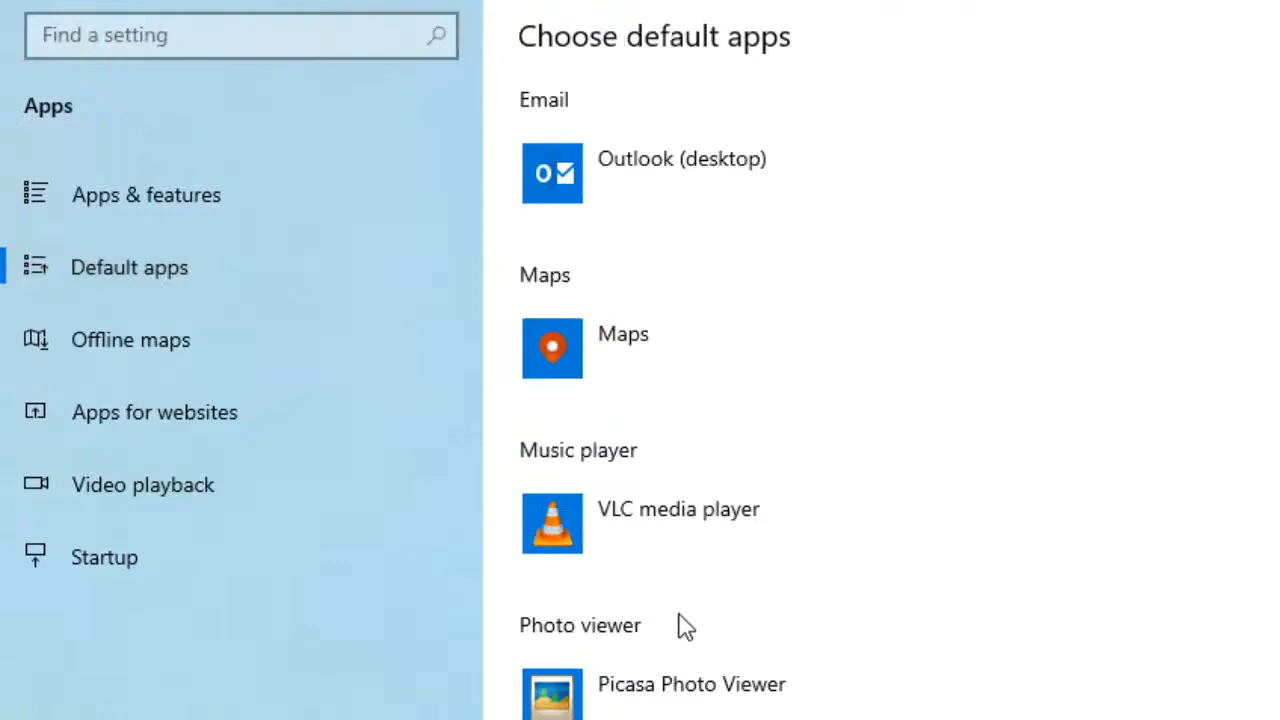 Find a setting
Apps
Apps & features
Default apps
Offline maps
Apps for websites
Video playback
Startup
Choose default apps
Email
Outlook (desktop)
Maps
Maps
Music player
VLC media player
Photo viewer
Picasa Photo Viewer